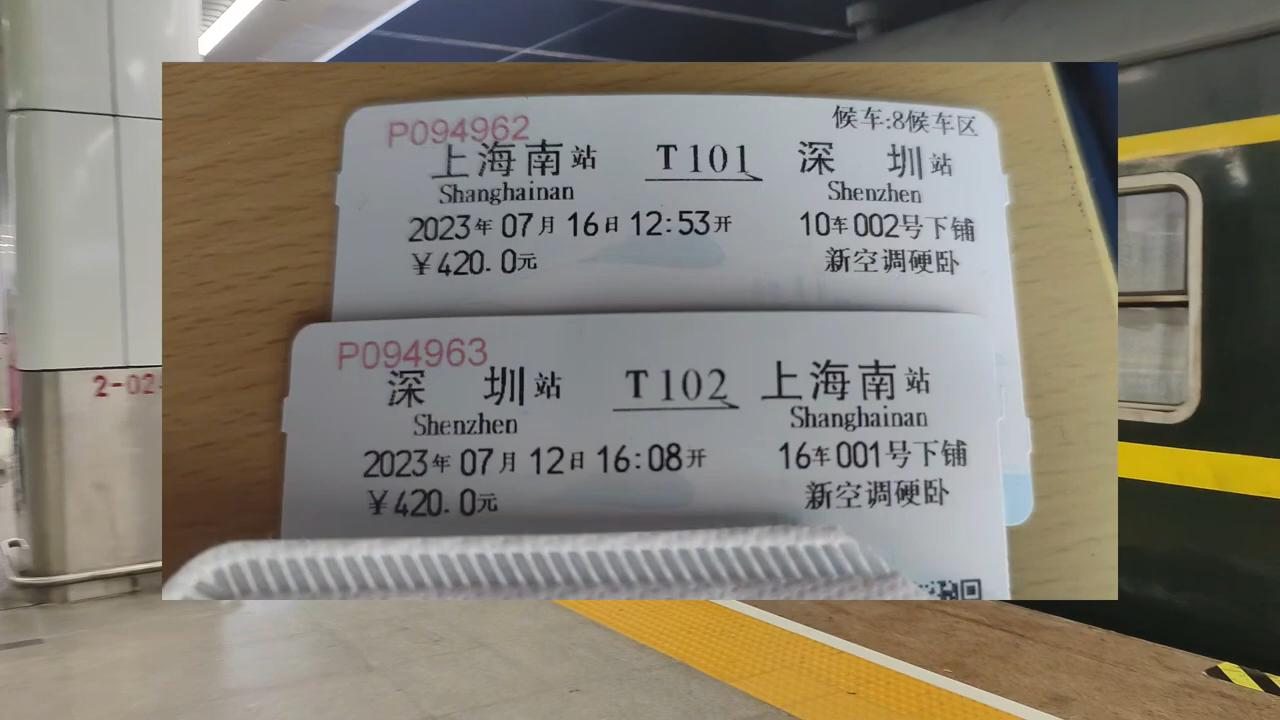 P094962
候车:8候车区
上海南站 T101 深圳站
Shanghainan Shenzhen
2023年07月16日12:53开 10车002号下铺
￥420.0元 新空调硬卧
P094963
深圳站 T102 上海南站
Shenzhen Shanghainan
2023年07月12日16:08开 16车001号下铺
￥420.0元 新空调硬卧
2-02